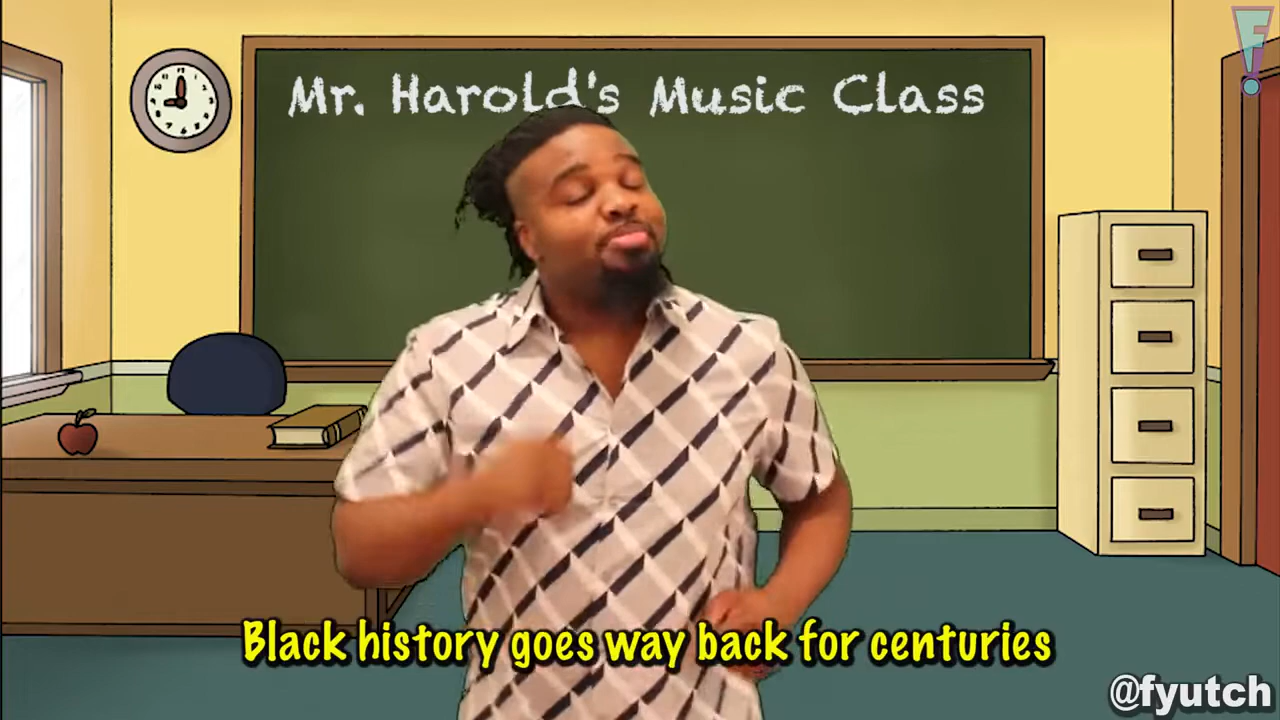 Mr. Harold's Music Class
Black history goes way back for centuries
@fyutch